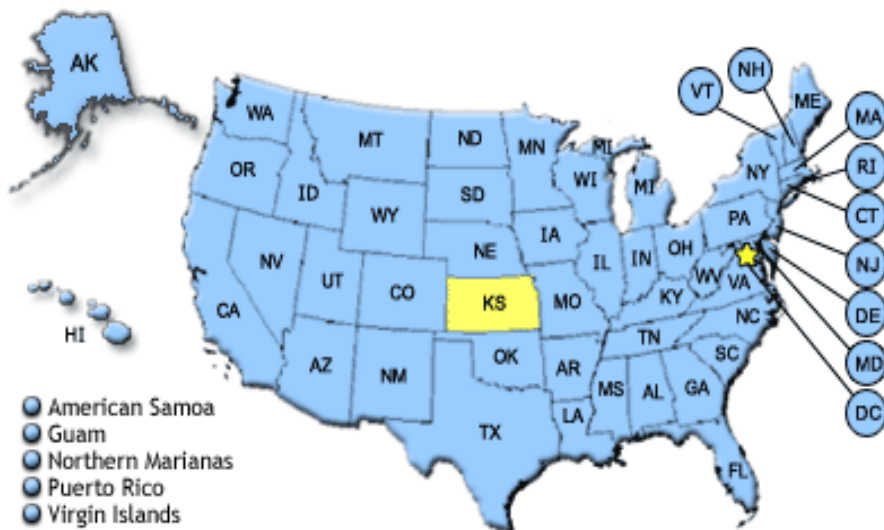 AK
WA
MT
ND
MN
MI
VT
NH
ME
MA
OR
ID
SD
WI
MI
NY
RI
WY
CT
IA
PA
NE
NJ
NV
UT
CO
KS
IL
IN
OH
WV
VA
DE
CA
MO
KY
MD
HI
AZ
NM
OK
AR
TN
NC
SC
DC
MS
AL
GA
TX
LA
FL
American Samoa
Guam
Northern Marianas
Puerto Rico
Virgin Islands